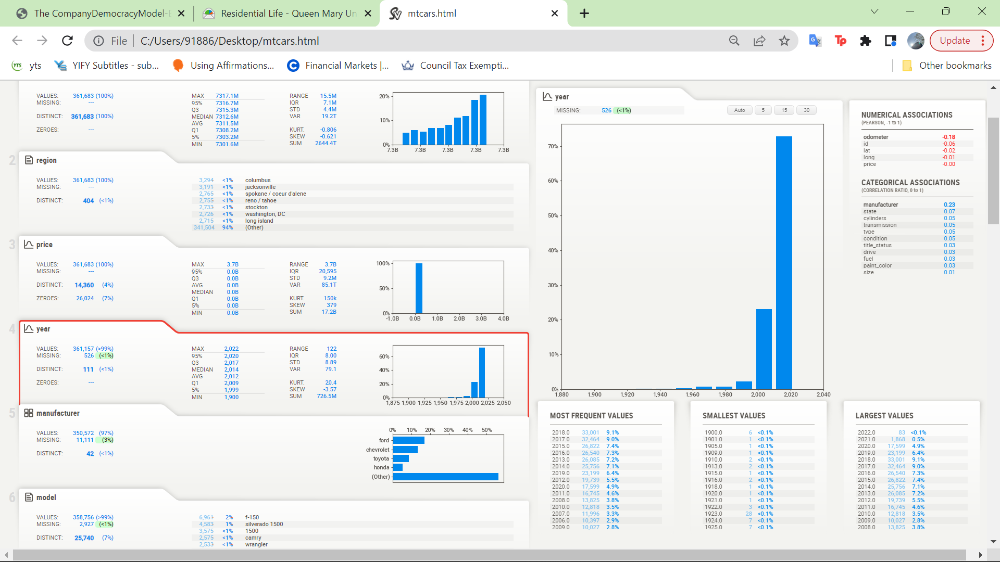 The CompanyDemocracyModel-E
Residential Life - Queen Mary Un
mtcars.html
File C:/Users/91886/Desktop/mtcars.html
Update
yts
YIFY Subtitles - sub...
Using Affirmations...
Financial Markets |...
Council Tax Exempti...
Other bookmarks
VALUES: 361,683 (100%)
MISSING: ---
DISTINCT: 361,683 (100%)
ZEROES: ---
MAX 7317.1M
95% 7316.7M
Q3 7315.3M
MEDIAN 7312.6M
AVG 7311.5M
Q1 7308.2M
5% 7303.2M
MIN 7301.6M
RANGE 15.5M
IQR 7.1M
STD 4.4M
VAR 19.2T
KURT. -0.806
SKEW -0.621
SUM 2644.4T
20%
10%
0%
7.3B 7.3B 7.3B 7.3B 7.3B
2 region
VALUES: 361,683 (100%)
MISSING: ---
DISTINCT: 404 (<1%)
3,294 <1% columbus
3,191 <1% jacksonville
2,765 <1% spokane / coeur d'alene
2,755 <1% reno / tahoe
2,733 <1% stockton
2,726 <1% washington, DC
2,715 <1% long island
341,504 94% (Other)
3 price
VALUES: 361,683 (100%)
MISSING: ---
DISTINCT: 14,360 (4%)
ZEROES: 26,024 (7%)
MAX 3.7B
95% 0.0B
Q3 0.0B
AVG 0.0B
MEDIAN 0.0B
Q1 0.0B
5% 0.0B
MIN 0.0B
RANGE 3.7B
IQR 20,595
STD 9.2M
VAR 85.1T
KURT. 150k
SKEW 379
SUM 17.2B
100%
50%
0%
-1.0B 0.0B 1.0B 2.0B 3.0B 4.0B
4 year
VALUES: 361,157 (>99%)
MISSING: 526 (<1%)
DISTINCT: 111 (<1%)
ZEROES: ---
MAX 2,022
95% 2,020
Q3 2,017
MEDIAN 2,014
AVG 2,012
Q1 2,009
5% 1,999
MIN 1,900
RANGE 122
IQR 8.00
STD 8.89
VAR 79.1
KURT. 20.4
SKEW -3.57
SUM 726.5M
60%
40%
20%
0%
1,875 1,900 1,925 1,950 1,975 2,000 2,025 2,050
5 manufacturer
VALUES: 350,572 (97%)
MISSING: 11,111 (3%)
DISTINCT: 42 (<1%)
0% 10% 20% 30% 40% 50%
ford
chevrolet
toyota
honda
(Other)
6 model
VALUES: 358,756 (>99%)
MISSING: 2,927 (<1%)
DISTINCT: 25,740 (7%)
6,961 2% f-150
4,583 1% silverado 1500
3,575 <1% 1500
2,575 <1% camry
2,533 <1% wrangler
year
MISSING: 526 (<1%)
Auto 5 15 30
70%
60%
50%
40%
30%
20%
10%
0%
1,880 1,900 1,920 1,940 1,960 1,980 2,000 2,020 2,040
NUMERICAL ASSOCIATIONS
(PEARSON, -1 to 1)
odometer -0.18
id -0.06
lat -0.02
long -0.01
price -0.00
CATEGORICAL ASSOCIATIONS
(CORRELATION RATIO, 0 to 1)
manufacturer 0.23
state 0.07
cylinders 0.05
transmission 0.05
type 0.05
condition 0.05
title_status 0.03
drive 0.03
fuel 0.03
paint_color 0.03
size 0.01
MOST FREQUENT VALUES
2018.0 33,001 9.1%
2017.0 32,464 9.0%
2015.0 26,822 7.4%
2016.0 26,540 7.3%
2013.0 26,085 7.2%
2014.0 25,756 7.1%
2019.0 23,199 6.4%
2012.0 19,739 5.5%
2020.0 17,599 4.9%
2011.0 16,745 4.6%
2008.0 13,825 3.8%
2010.0 12,818 3.5%
2007.0 11,996 3.3%
2006.0 10,397 2.9%
2009.0 10,027 2.8%
SMALLEST VALUES
1900.0 6 <0.1%
1901.0 1 <0.1%
1905.0 1 <0.1%
1909.0 1 <0.1%
1910.0 2 <0.1%
1913.0 2 <0.1%
1915.0 1 <0.1%
1916.0 2 <0.1%
1918.0 1 <0.1%
1920.0 1 <0.1%
1921.0 1 <0.1%
1922.0 3 <0.1%
1923.0 28 <0.1%
1924.0 7 <0.1%
1925.0 7 <0.1%
LARGEST VALUES
2022.0 83 <0.1%
2021.0 1,868 0.5%
2020.0 17,599 4.9%
2019.0 23,199 6.4%
2018.0 33,001 9.1%
2017.0 32,464 9.0%
2016.0 26,540 7.3%
2015.0 26,822 7.4%
2014.0 25,756 7.1%
2013.0 26,085 7.2%
2012.0 19,739 5.5%
2011.0 16,745 4.6%
2010.0 12,818 3.5%
2009.0 10,027 2.8%
2008.0 13,825 3.8%